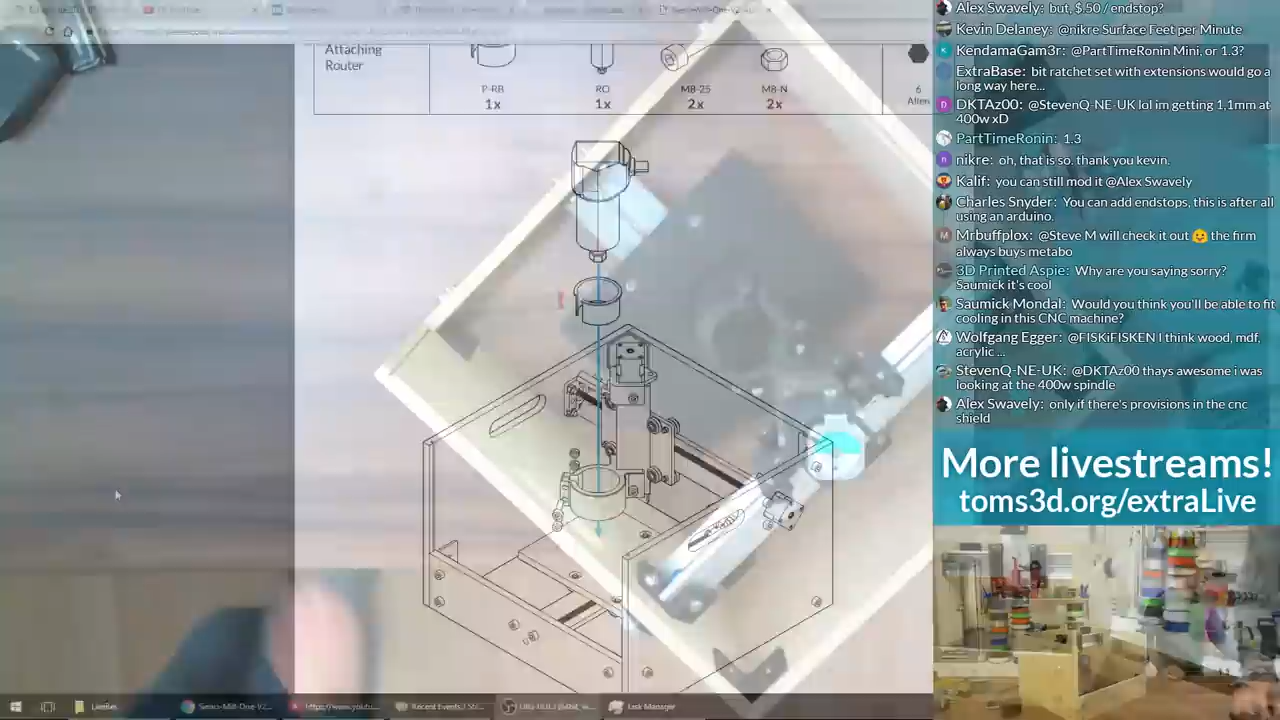 Attaching
Router
P-RB
1x
RO
1x
M8-25
2x
M8-N
2x
6
Allen
Alex Swavely: but, $.50 / endstop?
Kevin Delaney: @nikre Surface Feet per Minute
KendamaGam3r: @PartTimeRonin Mini, or 1.3?
ExtraBase: bit ratchet set with extensions would go a
long way here...
DKTAz00: @StevenQ-NE-UK lol im getting 1,1mm at
400w xD
PartTimeRonin: 1.3
nikre: oh, that is so. thank you kevin.
Kalif: you can still mod it @Alex Swavely
Charles Snyder: You can add endstops, this is after all
using an arduino.
Mrbuffplox: @Steve M will check it out 🤗 the firm
always buys metabo
3D Printed Aspie: Why are you saying sorry?
Saumick it's cool
Saumick Mondal: Would you think you'll be able to fit
cooling in this CNC machine?
Wolfgang Egger: @FISKiFISKEN I think wood, mdf,
acrylic ...
StevenQ-NE-UK: @DKTAz00 thays awesome i was
looking at the 400w spindle
Alex Swavely: only if there's provisions in the cnc
shield
More livestreams!
toms3d.org/extraLive
Task Manager